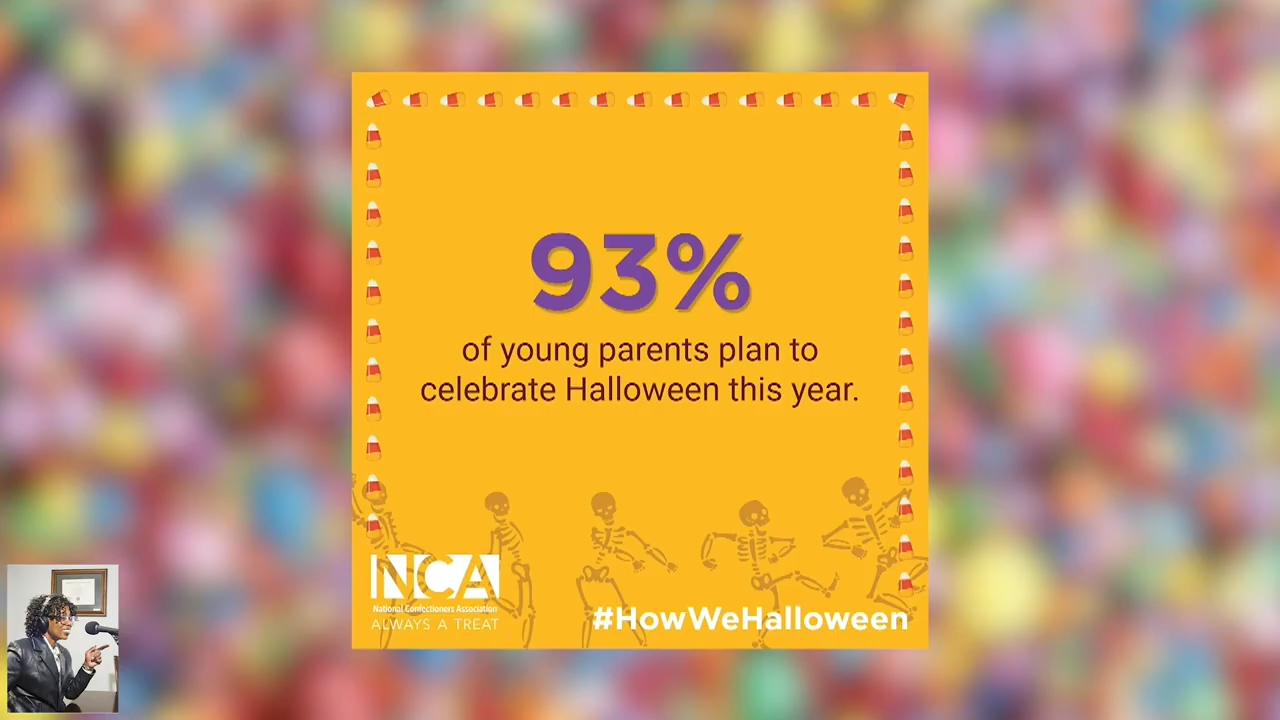 93%
of young parents plan to
celebrate Halloween this year.
NCA
National Confectioners Association
ALWAYS A TREAT
#HowWeHalloween